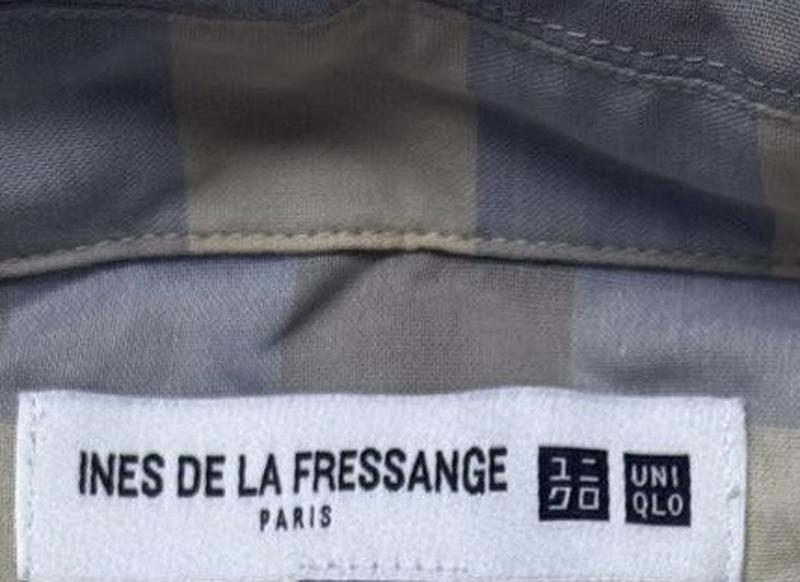 INES DE LA FRESSANGE
PARIS
ユニ
クロ
UNI
QLO